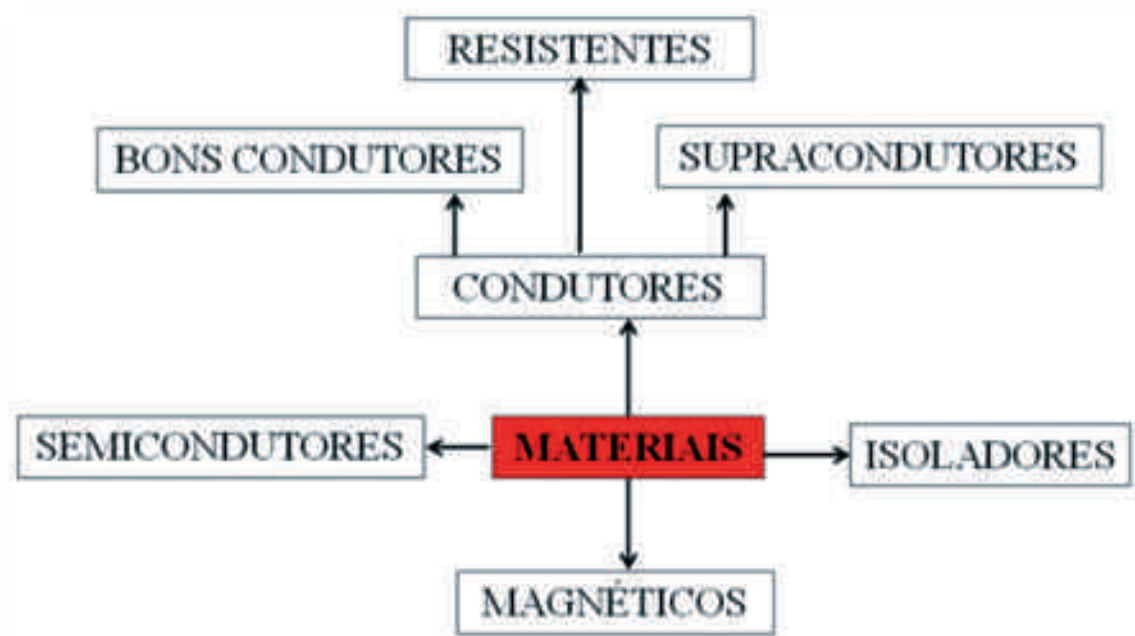 RESISTENTES
BONS CONDUTORES
SUPRACONDUTORES
CONDUTORES
SEMICONDUTORES
MATERIAIS
ISOLADORES
MAGNÉTICOS